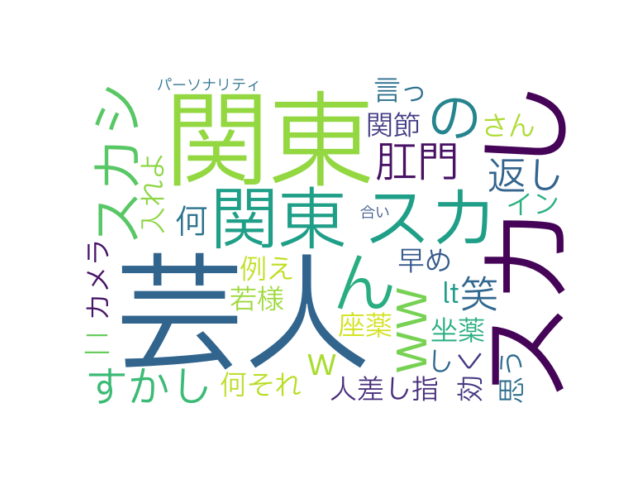 パーソナリティ
言っ
関東
の
さん
関節
肛門
スカシ
入れよ
返し
スカし
何
関東
スカ
合い
イン
カメラ
芸人
例え
ん
早め
若様
lt
笑
ww
座薬
坐薬
二
w
し
すかし
何それ
人差し指
効く
思う